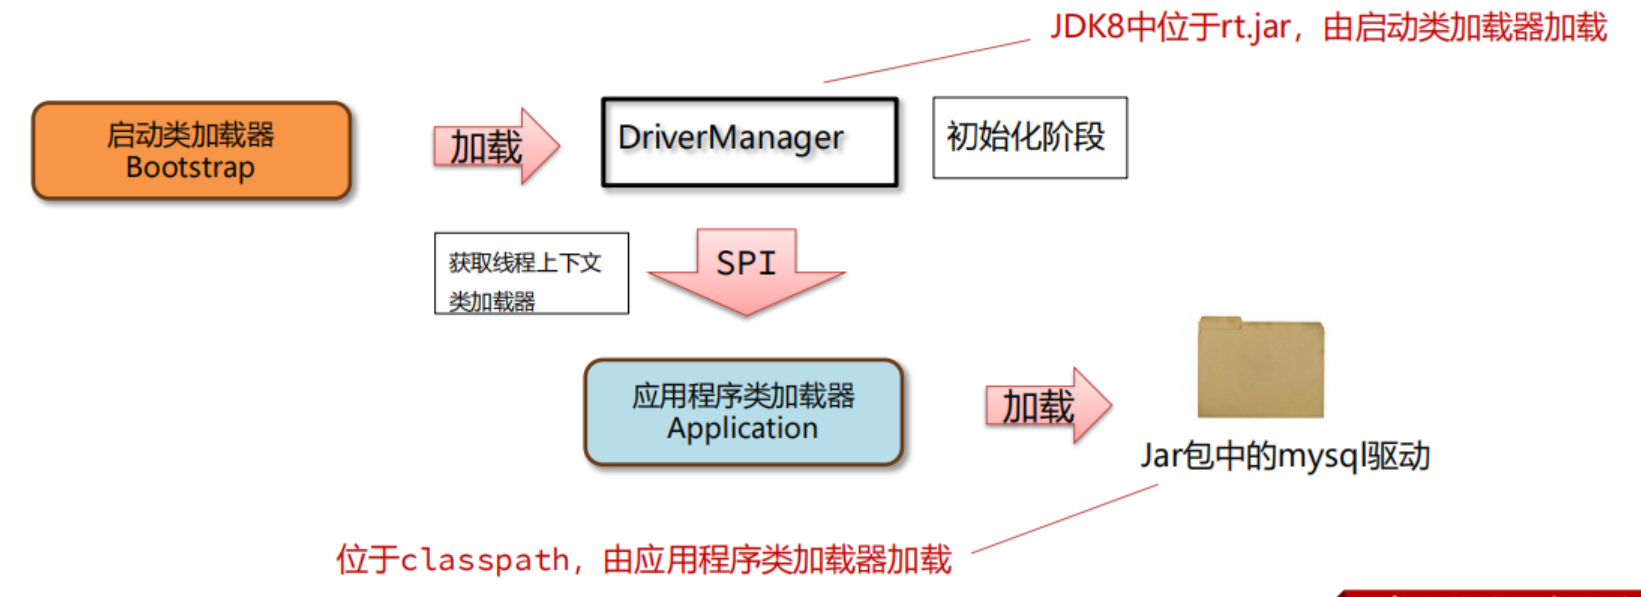 JDK8中位于rt.jar，由启动类加载器加载
启动类加载器
Bootstrap
加载
DriverManager
初始化阶段
获取线程上下文
类加载器
SPI
应用程序类加载器
Application
加载
Jar包中的mysql驱动
位于classpath，由应用程序类加载器加载